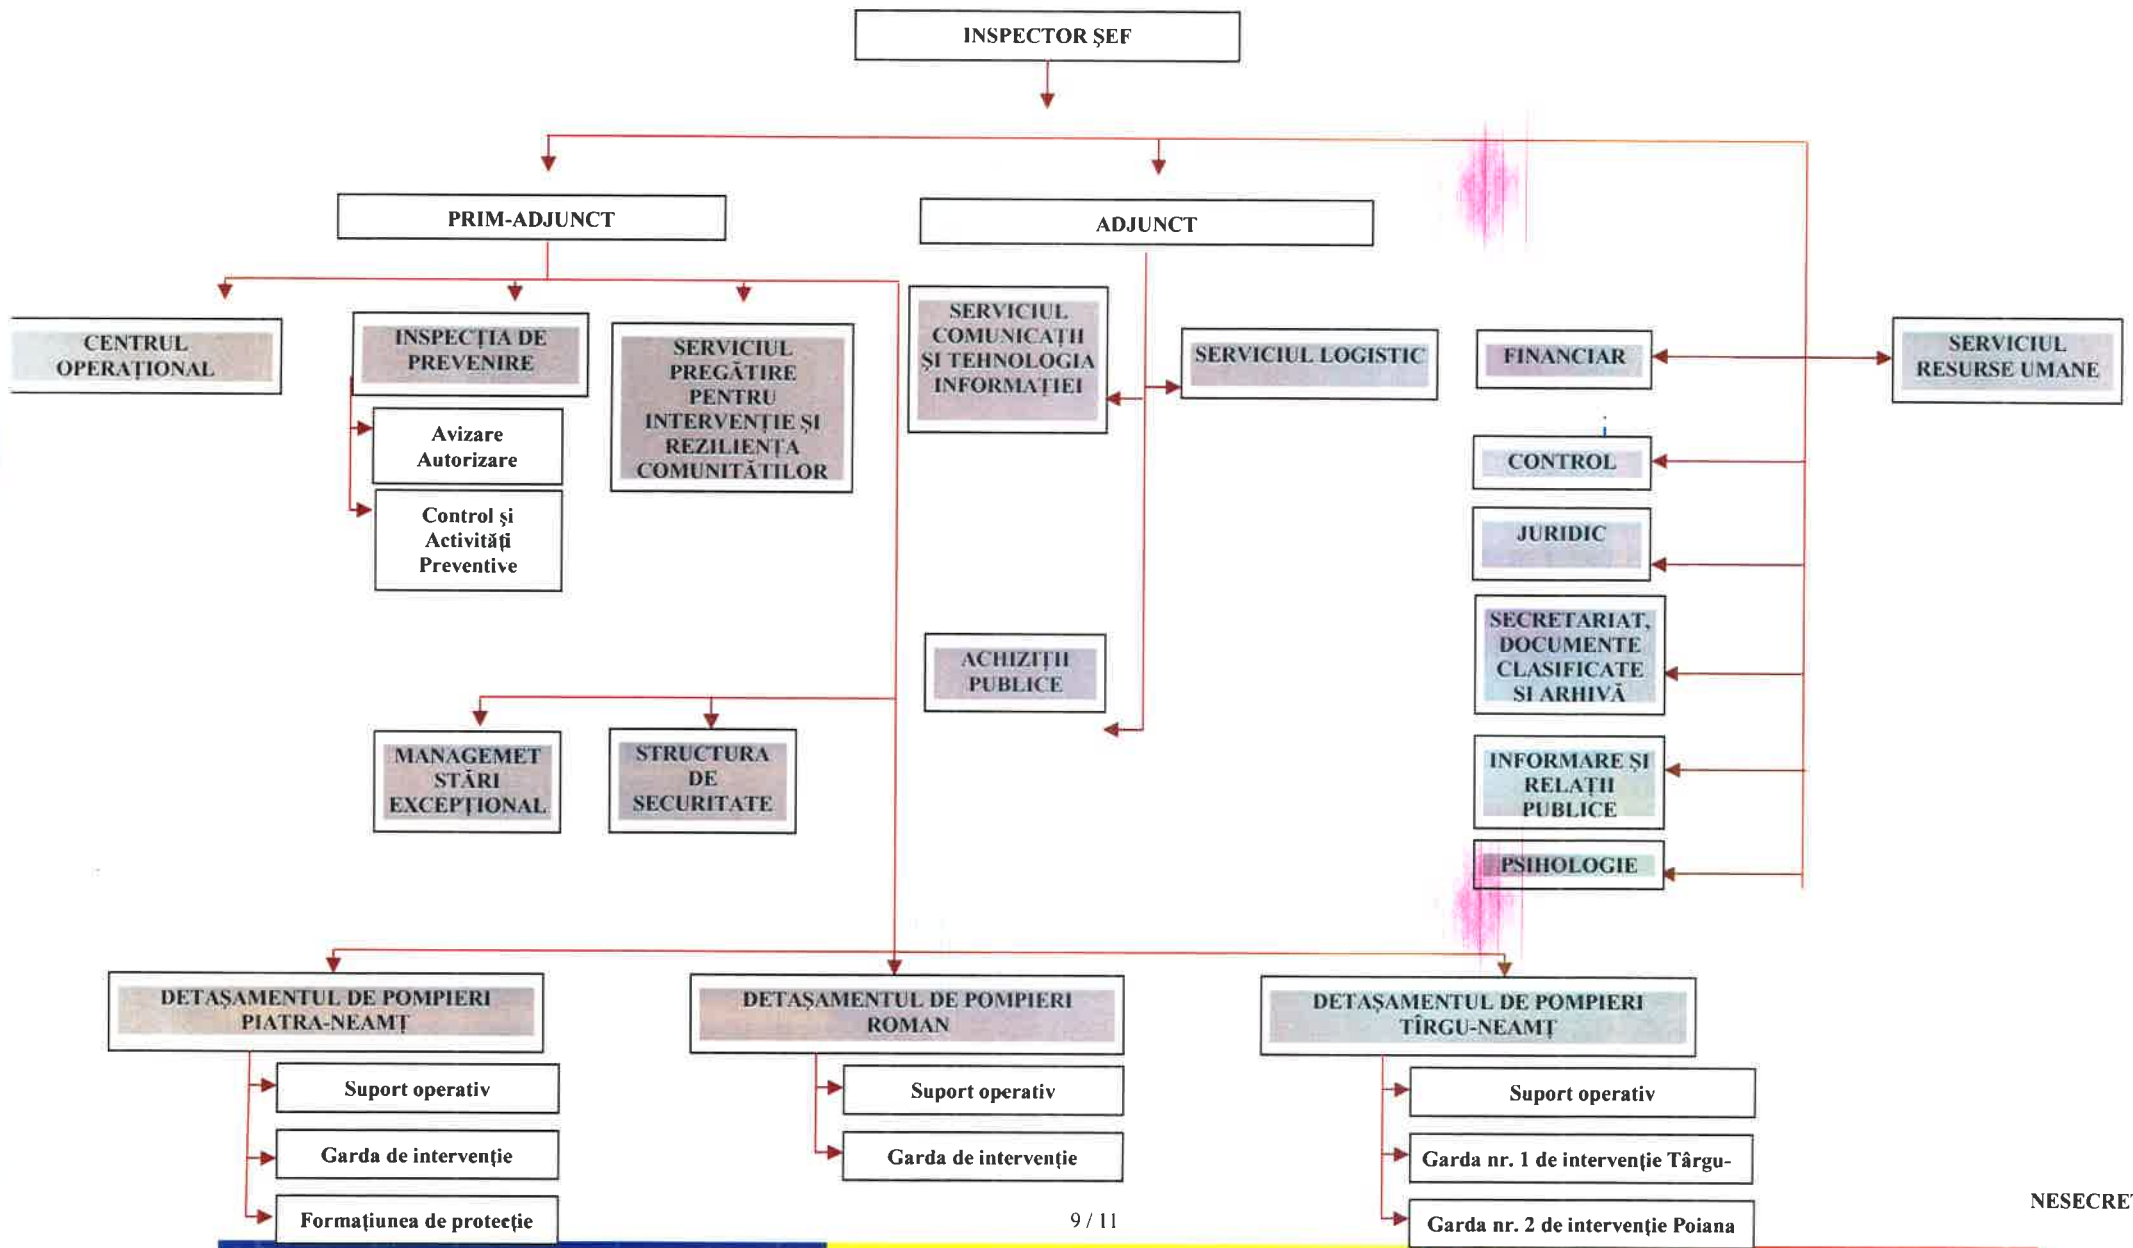 INSPECTOR ŞEF
PRIM-ADJUNCT
ADJUNCT
CENTRUL
OPERAŢIONAL
INSPECŢIA DE
PREVENIRE
Avizare
Autorizare
Control şi
Activităţi
Preventive
SERVICIUL
PREGĂTIRE
PENTRU
INTERVENŢIE ŞI
REZILIENŢA
COMUNITĂŢILOR
SERVICIUL
COMUNICAŢII
ŞI TEHNOLOGIA
INFORMAŢIEI
SERVICIUL LOGISTIC
FINANCIAR
SERVICIUL
RESURSE UMANE
CONTROL
JURIDIC
SECRETARIAT,
DOCUMENTE
CLASIFICATE
SI ARHIVĂ
ACHIZIŢII
PUBLICE
MANAGEMET
STĂRI
EXCEPŢIONAL
STRUCTURA
DE
SECURITATE
INFORMARE ŞI
RELAŢII
PUBLICE
PSIHOLOGIE
DETAŞAMENTUL DE POMPIERI
PIATRA-NEAMŢ
Suport operativ
Garda de intervenţie
Formaţiunea de protecţie
DETAŞAMENTUL DE POMPIERI
ROMAN
Suport operativ
Garda de intervenţie
DETAŞAMENTUL DE POMPIERI
TÎRGU-NEAMŢ
Suport operativ
Garda nr. 1 de intervenţie Târgu-
Garda nr. 2 de intervenţie Poiana
9 / 11
NESECRET